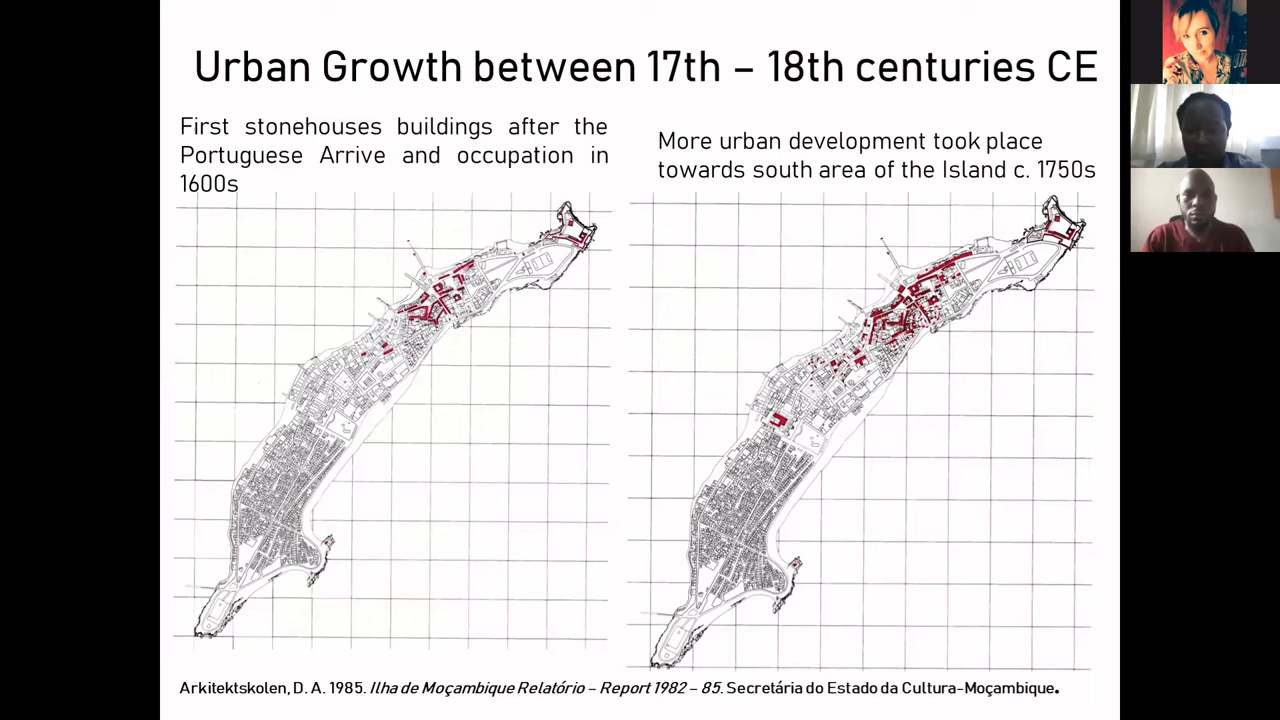 Urban Growth between 17th – 18th centuries CE
First stonehouses buildings after the
Portuguese Arrive and occupation in
1600s
More urban development took place
towards south area of the Island c. 1750s
Arkitektskolen, D. A. 1985. Ilha de Moçambique Relatório – Report 1982 – 85. Secretária do Estado da Cultura-Moçambique.